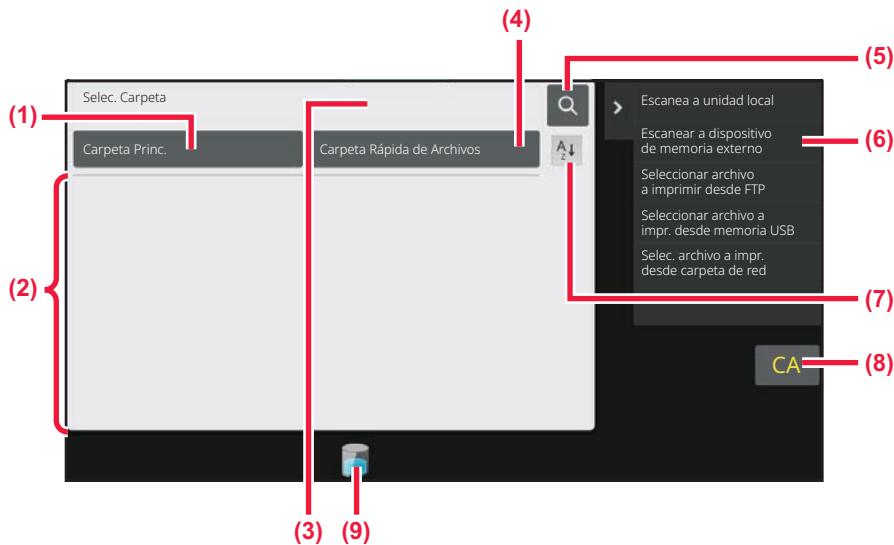 (4)
(5)
Selec. Carpeta
Escanea a unidad local
(1)
Carpeta Princ.
Carpeta Rápida de Archivos
A
Z
Escanear a dispositivo
de memoria externo
(6)
Seleccionar archivo
a imprimir desde FTP
Seleccionar archivo a
impr. desde memoria USB
Selec. archivo a impr.
desde carpeta de red
(2)
(7)
CA
(8)
(3)
(9)